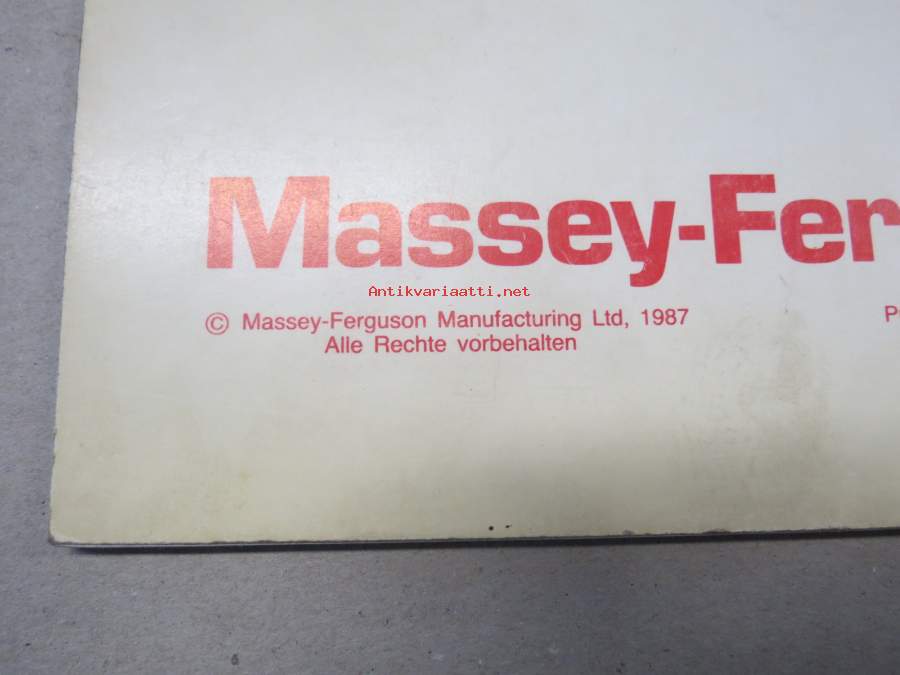 Massey-Fer
Antikvariaatti.net
© Massey-Ferguson Manufacturing Ltd, 1987
Alle Rechte vorbehalten